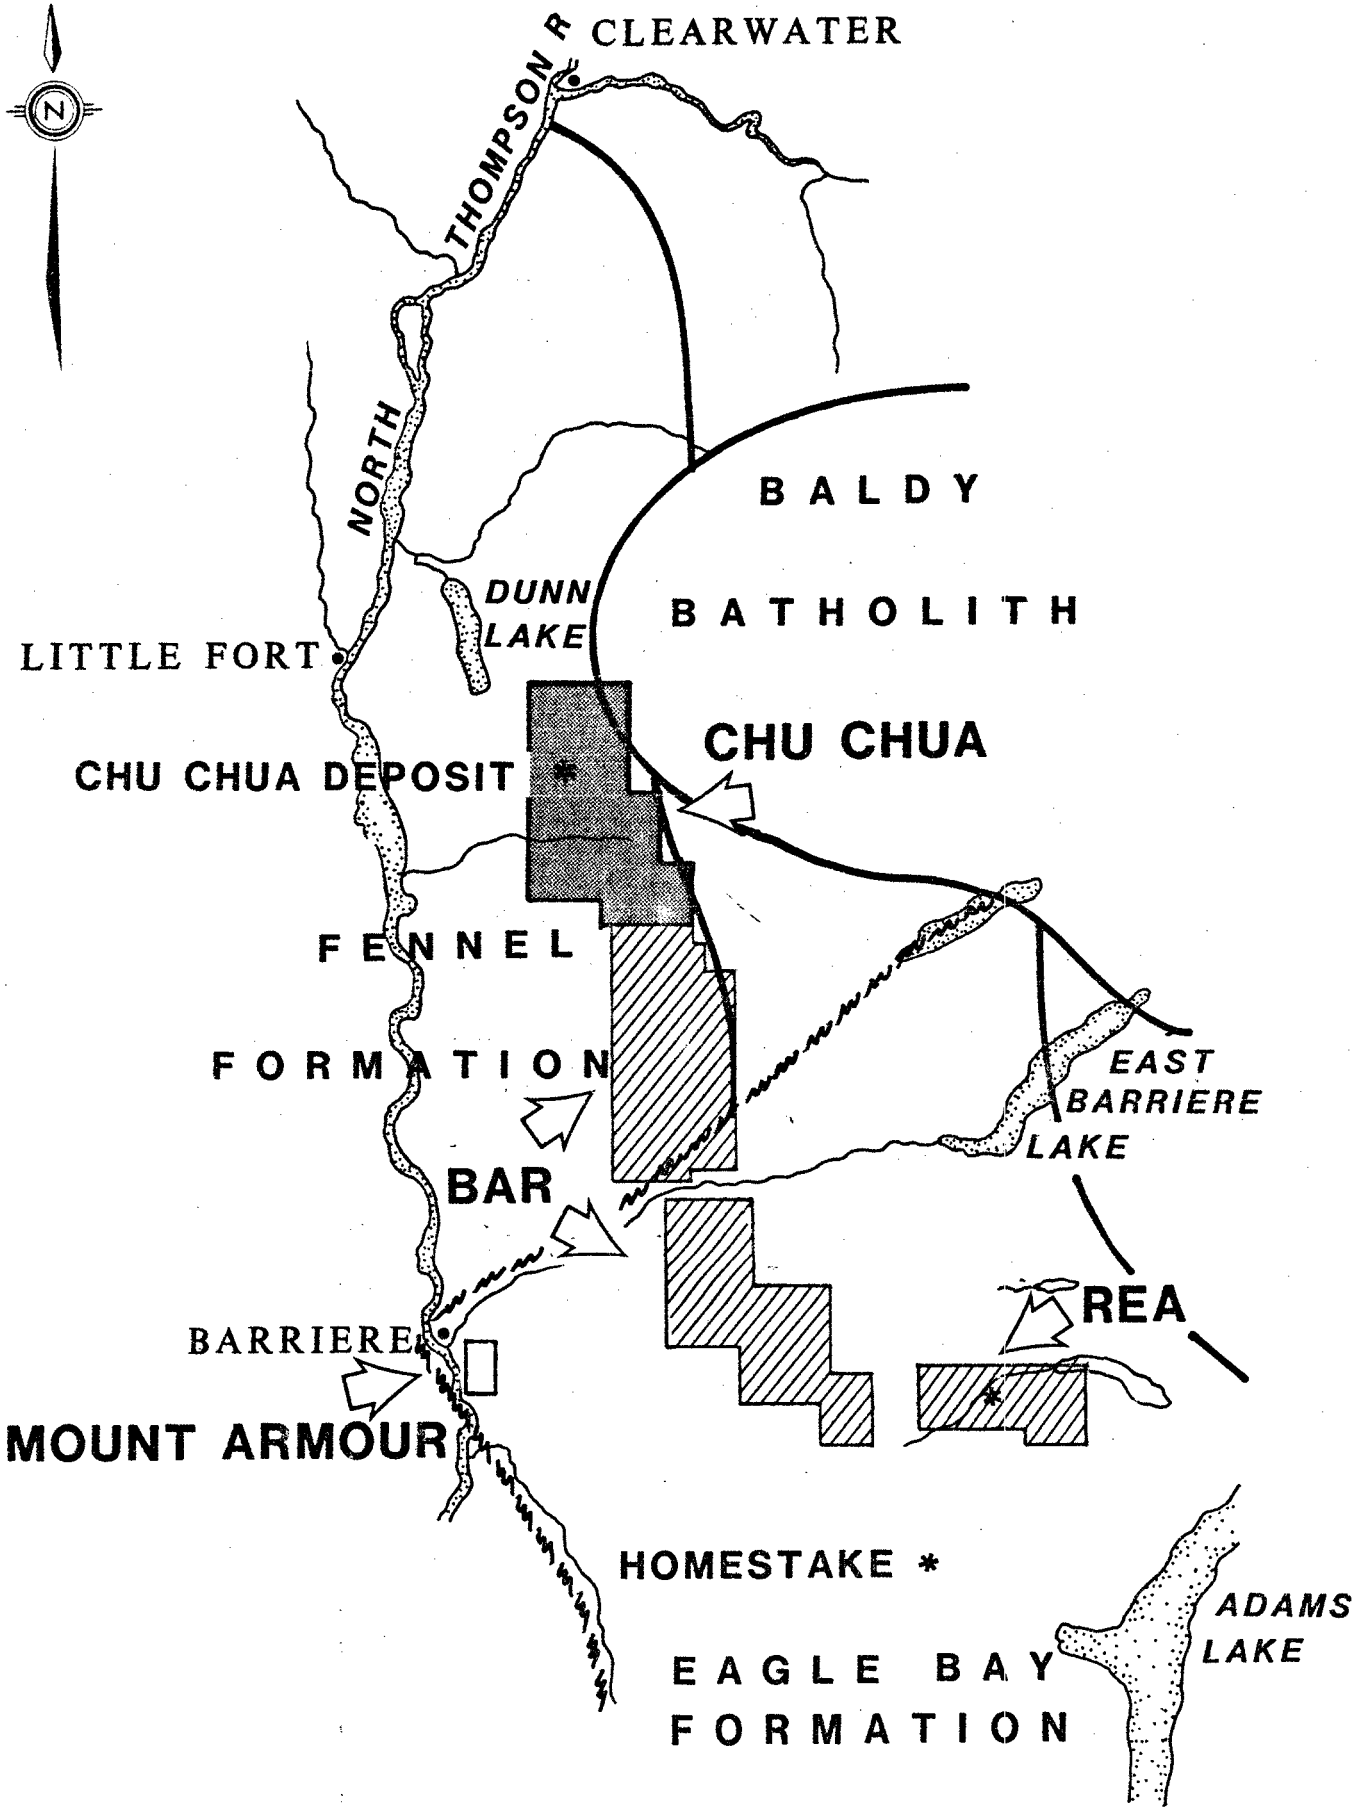 CLEARWATER
N
NORTH THOMPSON R
BALDY
BATHOLITH
DUNN
LAKE
LITTLE FORT
CHU CHUA
CHU CHUA DEPOSIT *
FENNEL
FORMATION
EAST
BARRIERE
LAKE
BAR
REA
BARRIERE
*
MOUNT ARMOUR
HOMESTAKE *
ADAMS
LAKE
EAGLE BAY
FORMATION